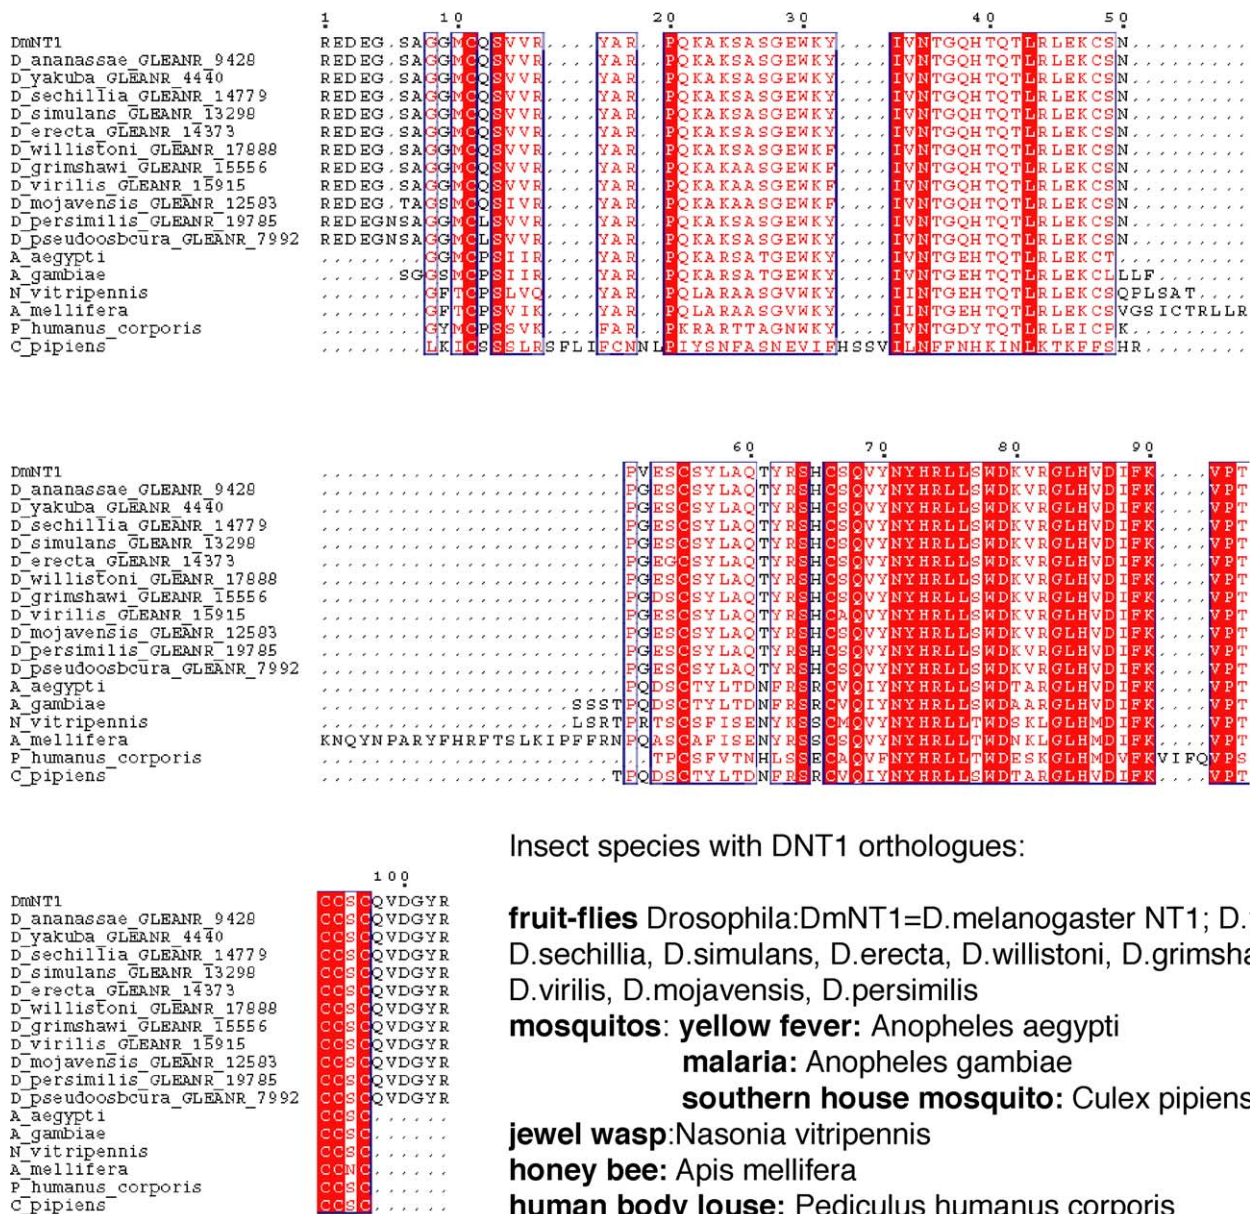 1 10 20 30 40 50
DmNT1 REDEG.SAGGMCQSVVR....YAR..PQKAKSASGEWKY....IVNTGQHTQTLRLEKCSN.........
D_ananassae_GLEANR_9428 REDEG.SAGGMCQSVVR....YAR..PQKAKSASGEWKY....IVNTGQHTQTLRLEKCSN.........
D_yakuba_GLEANR_4440 REDEG.SAGGMCQSVVR....YAR..PQKAKSASGEWKY....IVNTGQHTQTLRLEKCSN.........
D_sechillia_GLEANR_14779 REDEG.SAGGMCQSVVR....YAR..PQKAKSASGEWKY....IVNTGQHTQTLRLEKCSN.........
D_simulans_GLEANR_13298 REDEG.SAGGMCQSVVR....YAR..PQKAKSASGEWKY....IVNTGQHTQTLRLEKCSN.........
D_erecta_GLEANR_14373 REDEG.SAGGMCQSVVR....YAR..PQKAKSASGEWKY....IVNTGQHTQTLRLEKCSN.........
D_willistoni_GLEANR_17888 REDEG.SAGGMCQSVVR....YAR..PQKAKSASGEWKF....IVNTGQHTQTLRLEKCSN.........
D_grimshawi_GLEANR_15556 REDEG.SAGGMCQSVVR....YAR..PQKAKAASGEWKY....IVNTGQHTQTLRLEKCSN.........
D_virilis_GLEANR_15915 REDEG.SAGGMCQSVVR....YAR..PQKAKAASGEWKF....IVNTGQHTQTLRLEKCSN.........
D_mojavensis_GLEANR_12583 REDEG.TAGSMCQSIVR....YAR..PQKAKAASGEWKF....IVNTGQHTQTLRLEKCSN.........
D_persimilis_GLEANR_19785 REDEGNSAGGMCLSVVR....YAR..PQKAKAASGEWKY....IVNTGQHTQTLRLEKCSN.........
D_pseudoosbcura_GLEANR_7992 REDEGNSAGGMCLSVVR....YAR..PQKAKSASGEWKY....IVNTGQHTQTLRLEKCSN.........
A_aegypti ........GGMCPSIIR....YAR..PQKARSATGEWKY....IVNTGEHTQTLRLEKCT..........
A_gambiae ......SGGSMCPSIIR....YAR..PQKARSASGEWKY....IVNTGEHTQTLRLEKCLLLF.......
N_vitripennis ........GFTCPSLVQ....YAR..PQLARAASGVWKY....IINTGEHTQTLRLEKCSQPLSAT....
A_mellifera ........GFTCPSVIK....YAR..PQLARAASGVWKY....IINTGEHTQTLRLEKCSVGSICTRLLR
P_humanus_corporis ........GYMCPSSVK....FAR..PKRARTTAGNWKY....IVNTGDYTQTLRLEICPK.........
C_pipiens ........LKICSSSLRSFLIFCNNLPIYSNFASNEVIFHSSVILNFFNHKINLKTKFFSHR........
60 70 80 90
DmNT1 .......................PVESCSYLAQTYRSHCSQVYNYHRLLSWDKVRGLHVDIFK....VPT
D_ananassae_GLEANR_9428 .......................PGESCSYLAQTYRSHCSQVYNYHRLLSWDKVRGLHVDIFK....VPT
D_yakuba_GLEANR_4440 .......................PGESCSYLAQTYRSHCSQVYNYHRLLSWDKVRGLHVDIFK....VPT
D_sechillia_GLEANR_14779 .......................PGESCSYLAQTYRSHCSQVYNYHRLLSWDKVRGLHVDIFK....VPT
D_simulans_GLEANR_13298 .......................PGESCSYLAQTYRSHCSQVYNYHRLLSWDKVRGLHVDIFK....VPT
D_erecta_GLEANR_14373 .......................PGEGCSYLAQTYRSHCSQVYNYHRLLSWDKVRGLHVDIFK....VPT
D_willistoni_GLEANR_17888 .......................PGESCSYLAQTYRSHCSQVYNYHRLLSWDKVRGLHVDIFK....VPT
D_grimshawi_GLEANR_15556 .......................PGDSCSYLAQTYRSHCSQVYNYHRLLSWDKVRGLHVDIFK....VPT
D_virilis_GLEANR_15915 .......................PGESCSYLAQTYRSHCAQVYNYHRLLSWDKVRGLHVDIFK....VPT
D_mojavensis_GLEANR_12583 .......................PGESCSYLAQTYRSHCSQVYNYHRLLSWDKVRGLHVDIFK....VPT
D_persimilis_GLEANR_19785 .......................PGESCSYLAQTYRSHCSQVYNYHRLLSWDKVRGLHVDIFK....VPT
D_pseudoosbcura_GLEANR_7992 .......................PGESCSYLAQTYRSHCSQVYNYHRLLSWDKVRGLHVDIFK....VPT
A_aegypti .......................PQDSCTYLTDNFRSRCVQVYNYHRLLSWDTARGLHVDIFK....VPT
A_gambiae ...................SSSTPQDSCTYLTDNFRSRCVQIYNYHRLLSWDAARGLHVDIFK....VPT
N_vitripennis ...................LSRTPRTSCSFISENYKSSCMQVYNYHRLLTWDSKLGLHMDIFK....VPT
A_mellifera KNQYNPARYFHRFTSLKIPFFRNPQASCAFISENYRSSCSQVYNYHRLLTWDNKLGLHMDIFK....VPT
P_humanus_corporis .........................TPCSFVTNHLSSECAQVFNYHRLLTWDESKGLHMDVFKVIFQVPS
C_pipiens ......................TPQDSCTYLTDNFRSRCVQIYNYHRLLSWDTARGLHVDIFK....VPT
100
DmNT1 CCSCQVDGYR
D_ananassae_GLEANR_9428 CCSCQVDGYR
D_yakuba_GLEANR_4440 CCSCQVDGYR
D_sechillia_GLEANR_14779 CCSCQVDGYR
D_simulans_GLEANR_13298 CCSCQVDGYR
D_erecta_GLEANR_14373 CCSCQVDGYR
D_willistoni_GLEANR_17888 CCSCQVDGYR
D_grimshawi_GLEANR_15556 CCSCQVDGYR
D_virilis_GLEANR_15915 CCSCQVDGYR
D_mojavensis_GLEANR_12583 CCSCQVDGYR
D_persimilis_GLEANR_19785 CCSCQVDGYR
D_pseudoosbcura_GLEANR_7992 CCSCQVDGYR
A_aegypti CCSC......
A_gambiae CCSC......
N_vitripennis CCSC......
A_mellifera CCNC......
P_humanus_corporis CCSC......
C_pipiens CCSC......
Insect species with DNT1 orthologues:
fruit-flies Drosophila:DmNT1=D.melanogaster NT1; D.
D.sechillia, D.simulans, D.erecta, D.willistoni,
D.virilis, D.mojavensis, D.persimilis
mosquitos: yellow fever: Anopheles aegypti
malaria: Anopheles gambiae
southern house mosquito: Culex pipiens
jewel wasp:Nasonia vitripennis
honey bee: Apis mellifera
human body louse: Pediculus humanus corporis